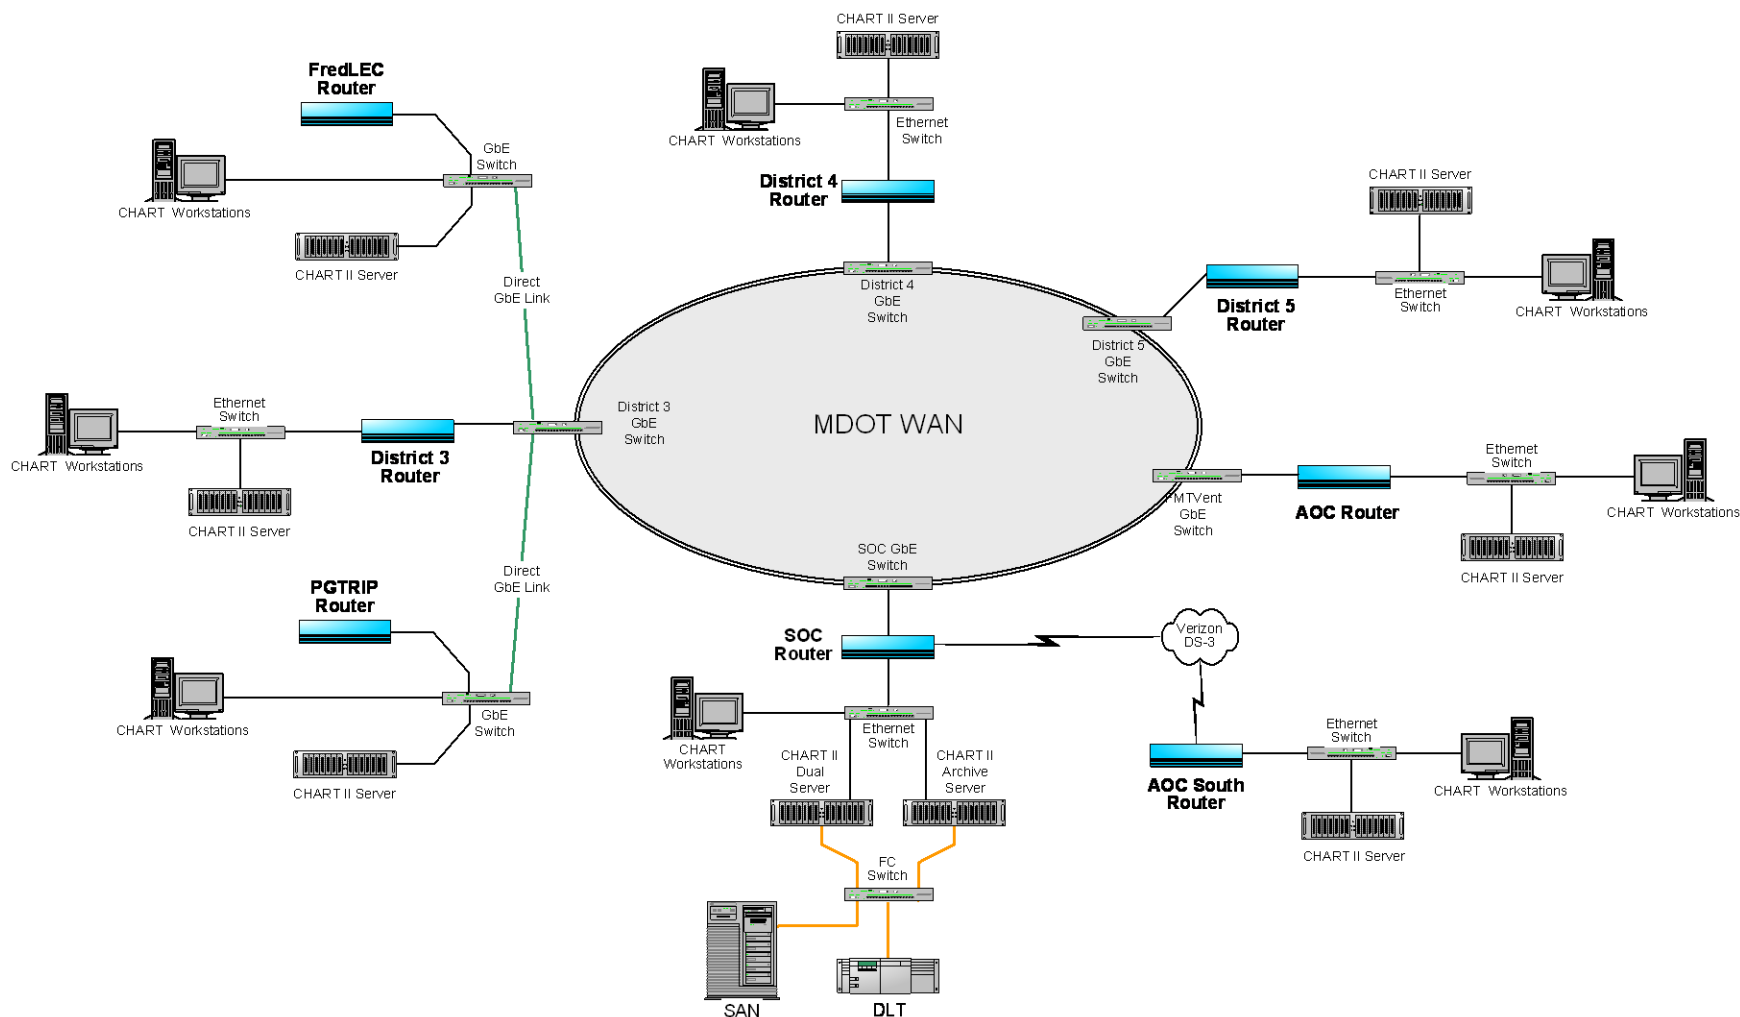 CHART II Server
CHART Workstations
Ethernet
Switch
District 4
Router
FredLEC
Router
GbE
Switch
CHART Workstations
CHART II Server
Direct
GbE Link
CHART II Server
District 5
Router
Ethernet
Switch
CHART Workstations
District 4
GbE
Switch
District 5
GbE
Switch
Ethernet
Switch
District 3
Router
CHART Workstations
CHART II Server
District 3
GbE
Switch
MDOT WAN
MTVent
GbE
Switch
AOC Router
Ethernet
Switch
CHART Workstations
CHART II Server
SOC GbE
Switch
Direct
GbE Link
PGTRIP
Router
CHART Workstations
GbE
Switch
CHART II Server
SOC
Router
Verizon
DS-3
CHART
Workstations
Ethernet
Switch
CHART II
Dual
Server
CHART II
Archive
Server
AOC South
Router
Ethernet
Switch
CHART Workstations
CHART II Server
FC
Switch
SAN
DLT